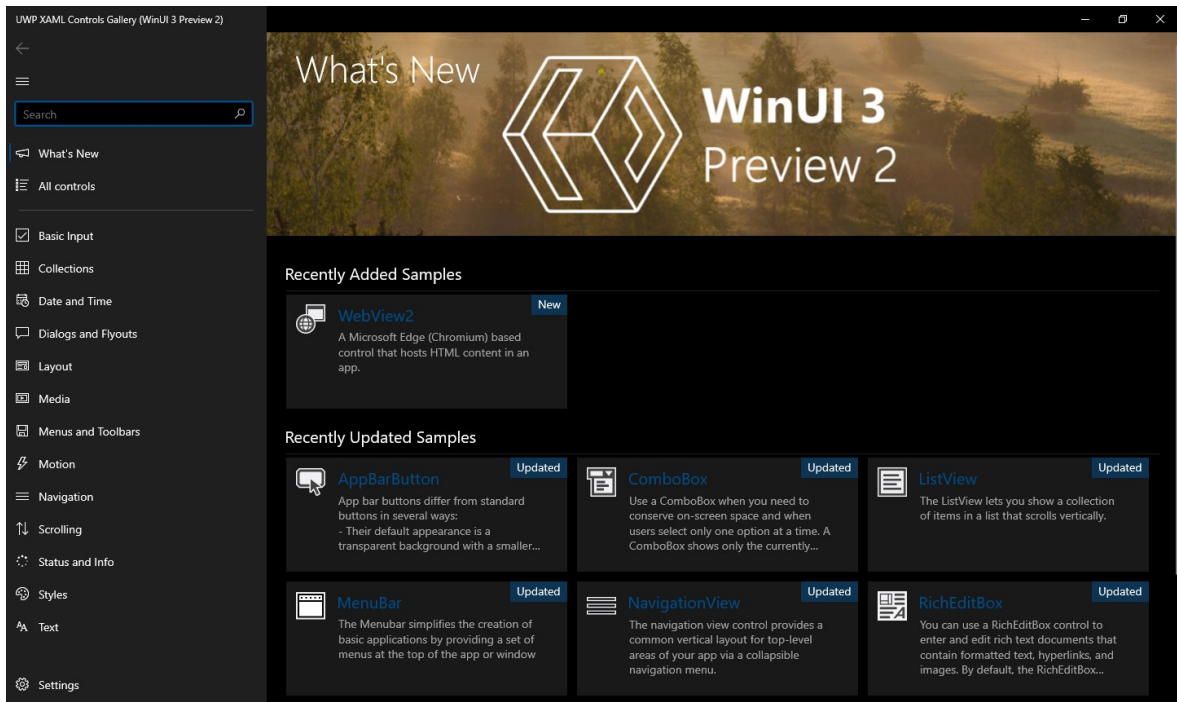 UWP XAML Controls Gallery (WinUI 3 Preview 2)
Search
What's New
All controls
Basic Input
Collections
Date and Time
Dialogs and Flyouts
Layout
Media
Menus and Toolbars
Motion
Navigation
Scrolling
Status and Info
Styles
Text
Settings
What's New
WinUI 3
Preview 2
Recently Added Samples
New
WebView2
A Microsoft Edge (Chromium) based
control that hosts HTML content in an
app.
Recently Updated Samples
Updated
AppBarButton
App bar buttons differ from standard
buttons in several ways:
- Their default appearance is a
transparent background with a smaller...
Updated
ComboBox
Use a ComboBox when you need to
conserve on-screen space and when
users select only one option at a time. A
ComboBox shows only the currently...
Updated
ListView
The ListView lets you show a collection
of items in a list that scrolls vertically.
Updated
MenuBar
The Menubar simplifies the creation of
basic applications by providing a set of
menus at the top of the app or window
Updated
NavigationView
The navigation view control provides a
common vertical layout for top-level
areas of your app via a collapsible
navigation menu.
Updated
RichEditBox
You can use a RichEditBox control to
enter and edit rich text documents that
contain formatted text, hyperlinks, and
images. By default, the RichEditBox...